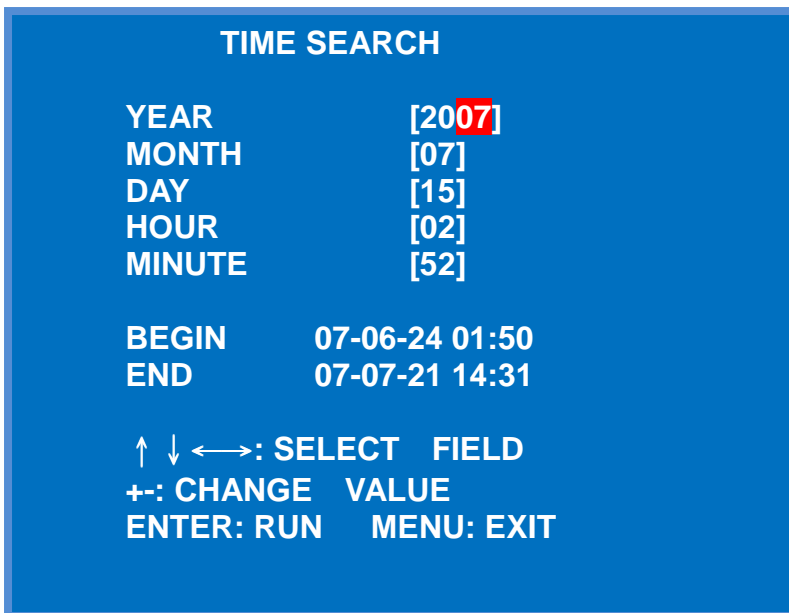 TIME SEARCH
YEAR [2007]
MONTH [07]
DAY [15]
HOUR [02]
MINUTE [52]
BEGIN 07-06-24 01:50
END 07-07-21 14:31
↑ ↓ ←→: SELECT FIELD
+-: CHANGE VALUE
ENTER: RUN MENU: EXIT